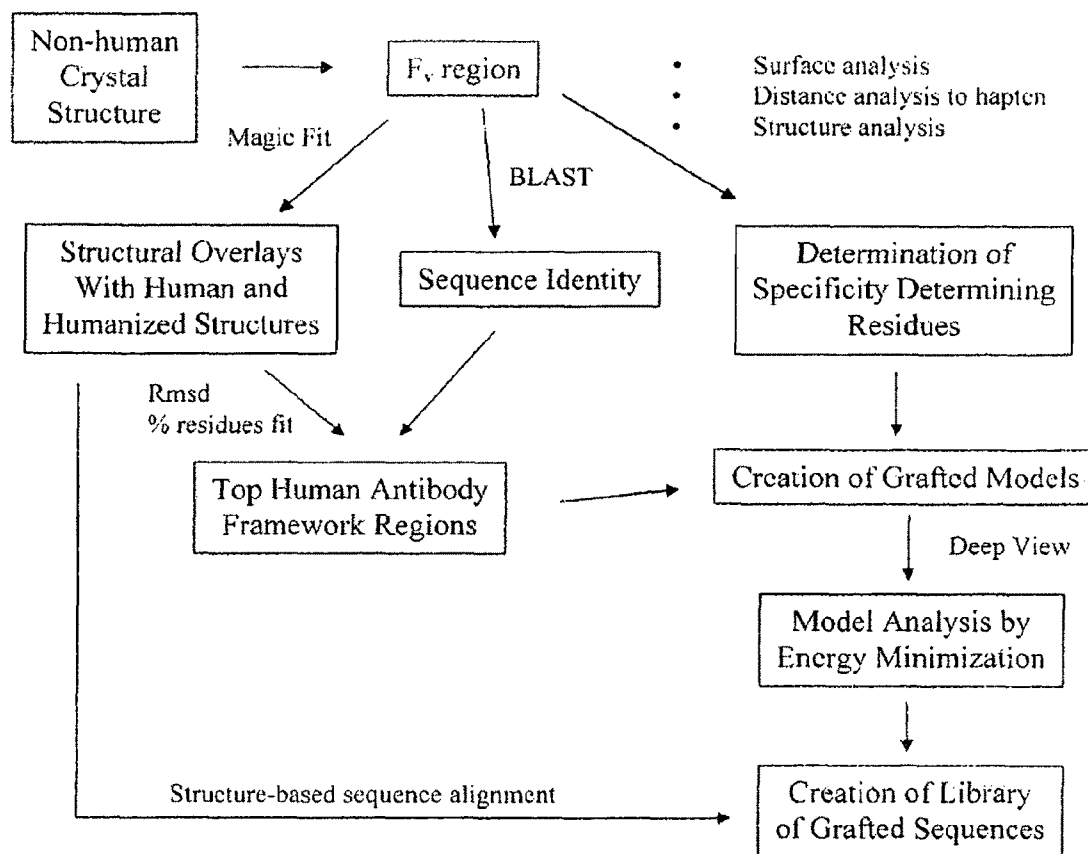 Non-human
Crystal
Structure
Fv region
• Surface analysis
• Distance analysis to hapten
• Structure analysis
Magic Fit
BLAST
Structural Overlays
With Human and
Humanized Structures
Sequence Identity
Determination of
Specificity Determining
Residues
Rmsd
% residues fit
Top Human Antibody
Framework Regions
Creation of Grafted Models
Deep View
Model Analysis by
Energy Minimization
Structure-based sequence alignment
Creation of Library
of Grafted Sequences